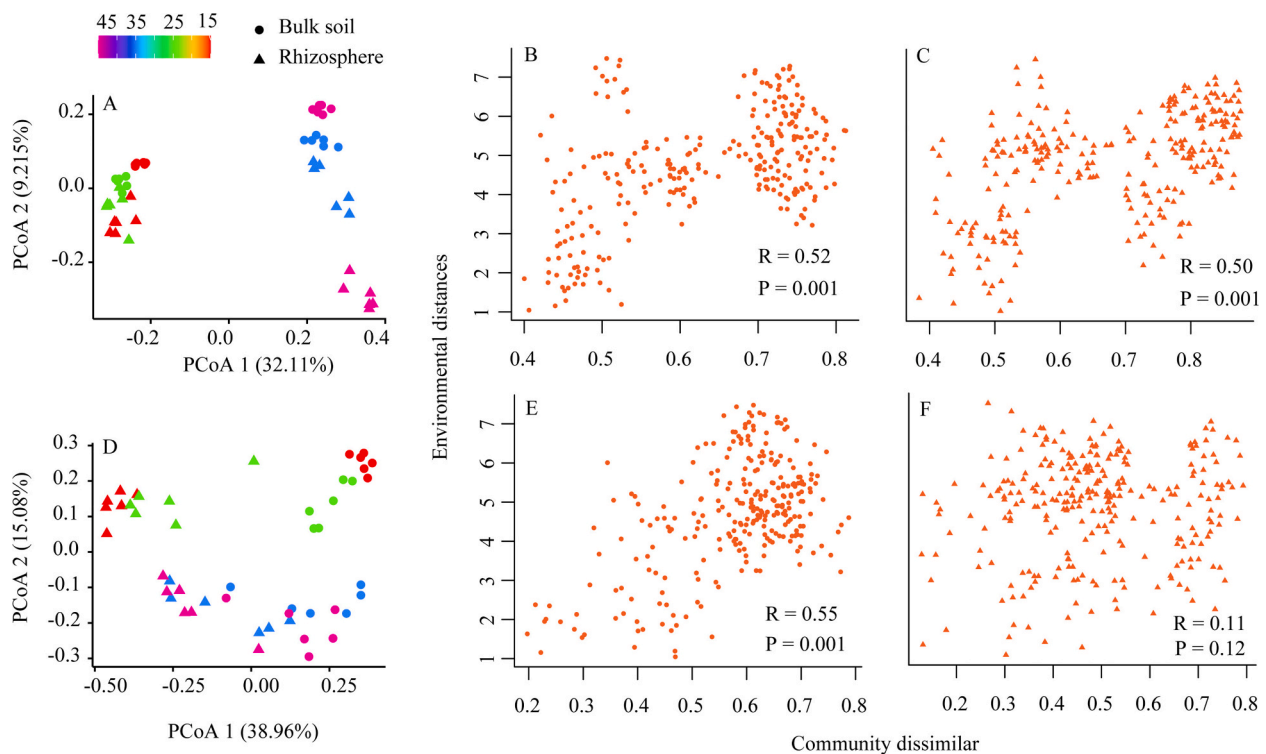 45 35 25 15
Bulk soil
Rhizosphere
A
PCoA 2 (9.215%)
0.2
0.0
-0.2
-0.2 0.0 0.2 0.4
PCoA 1 (32.11%)
D
PCoA 2 (15.08%)
0.3
0.2
0.1
0.0
-0.1
-0.2
-0.3
-0.50 -0.25 0.00 0.25
PCoA 1 (38.96%)
Environmental distances
B
7
6
5
4
3
2
1
R = 0.52
P = 0.001
0.4 0.5 0.6 0.7 0.8
C
R = 0.50
P = 0.001
0.4 0.5 0.6 0.7 0.8
E
7
6
5
4
3
2
1
R = 0.55
P = 0.001
0.2 0.3 0.4 0.5 0.6 0.7 0.8
F
R = 0.11
P = 0.12
0.2 0.3 0.4 0.5 0.6 0.7 0.8
Community dissimilar